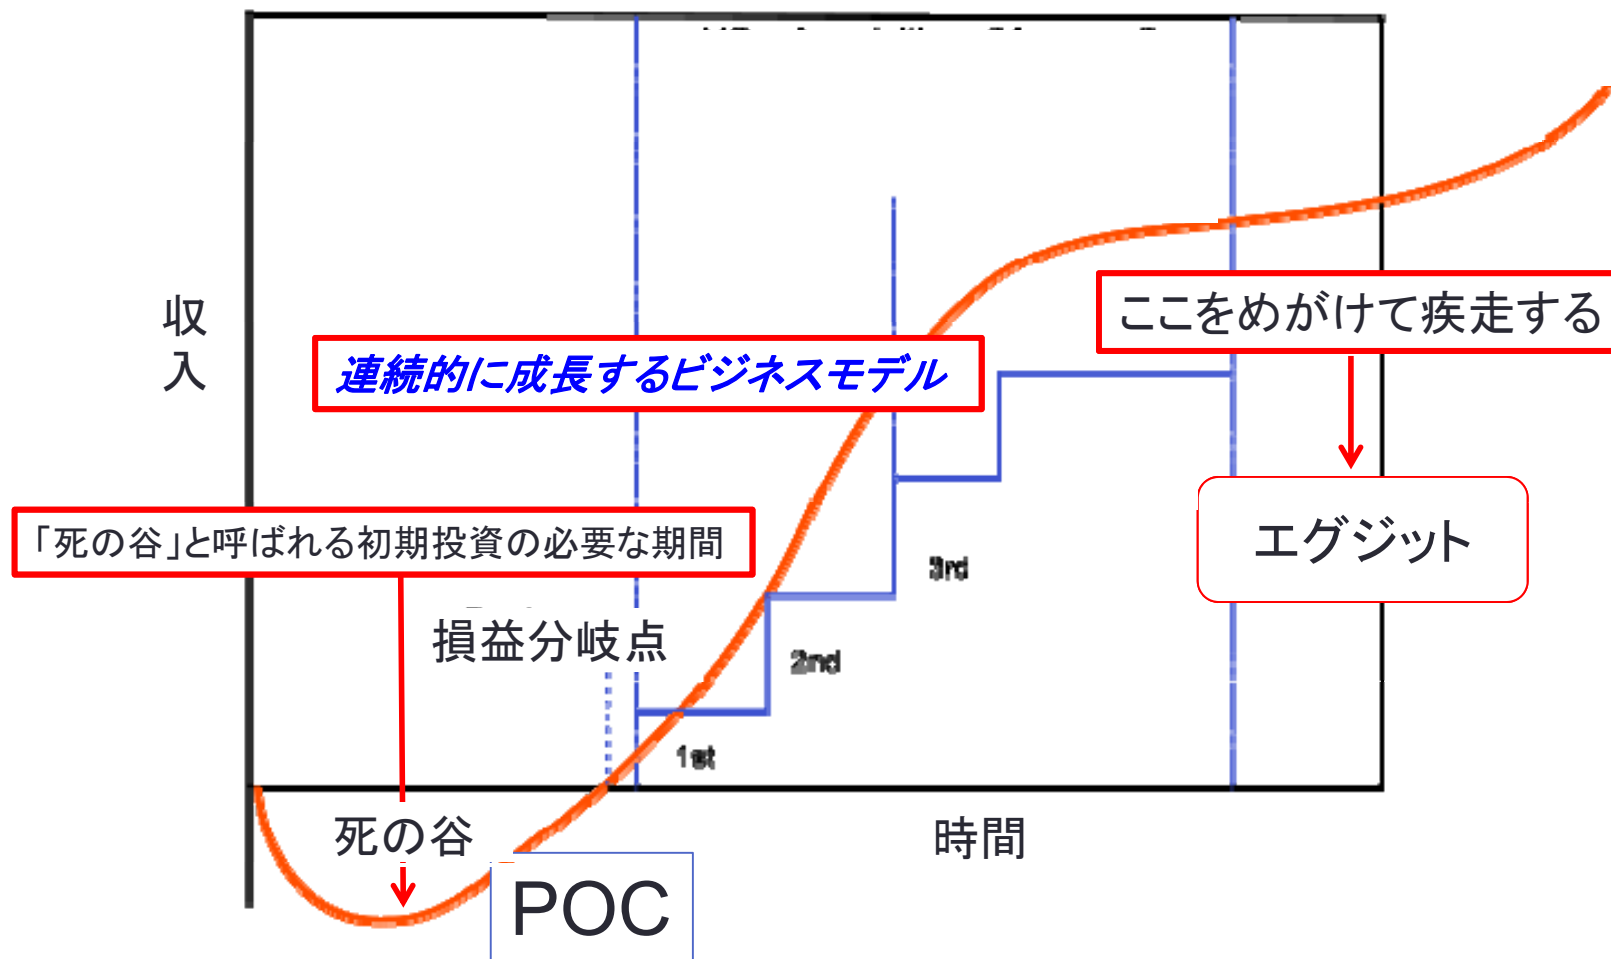 収入
ここをめがけて疾走する
連続的に成長するビジネスモデル
エグジット
「死の谷」と呼ばれる初期投資の必要な期間
3rd
損益分岐点
2nd
1st
死の谷
時間
POC